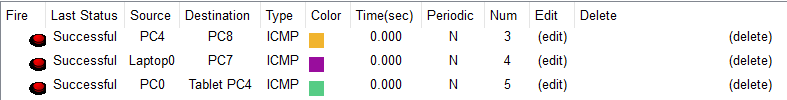 Fire Last Status Source Destination Type Color Time(sec) Periodic Num Edit Delete
Successful PC4 PC8 ICMP 0.000 N 3 (edit) (delete)
Successful Laptop0 PC7 ICMP 0.000 N 4 (edit) (delete)
Successful PC0 Tablet PC4 ICMP 0.000 N 5 (edit) (delete)